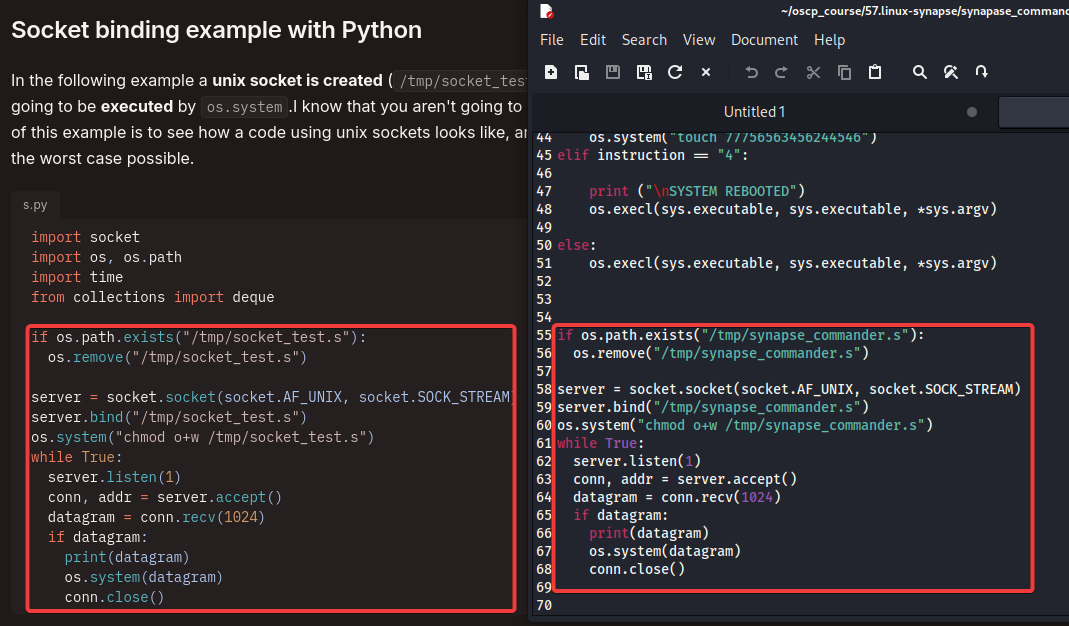 Socket binding example with Python
In the following example a unix socket is created ( /tmp/socket_tes
going to be executed by os.system .I know that you aren't going to
of this example is to see how a code using unix sockets looks like, an
the worst case possible.
s.py
import socket
import os, os.path
import time
from collections import deque
if os.path.exists("/tmp/socket_test.s"):
  os.remove("/tmp/socket_test.s")
server = socket.socket(socket.AF_UNIX, socket.SOCK_STREAM)
server.bind("/tmp/socket_test.s")
os.system("chmod o+w /tmp/socket_test.s")
while True:
  server.listen(1)
  conn, addr = server.accept()
  datagram = conn.recv(1024)
  if datagram:
    print(datagram)
    os.system(datagram)
    conn.close()
~/oscp_course/57.linux-synapse/synapase_command
File Edit Search View Document Help
Untitled 1
44     os.system("touch 77756563456244546")
45 elif instruction == "4":
46
47     print ("\nSYSTEM REBOOTED")
48     os.execl(sys.executable, sys.executable, *sys.argv)
49
50 else:
51     os.execl(sys.executable, sys.executable, *sys.argv)
52
53
54
55 if os.path.exists("/tmp/synapse_commander.s"):
56   os.remove("/tmp/synapse_commander.s")
57
58 server = socket.socket(socket.AF_UNIX, socket.SOCK_STREAM)
59 server.bind("/tmp/synapse_commander.s")
60 os.system("chmod o+w /tmp/synapse_commander.s")
61 while True:
62   server.listen(1)
63   conn, addr = server.accept()
64   datagram = conn.recv(1024)
65   if datagram:
66     print(datagram)
67     os.system(datagram)
68     conn.close()
69
70